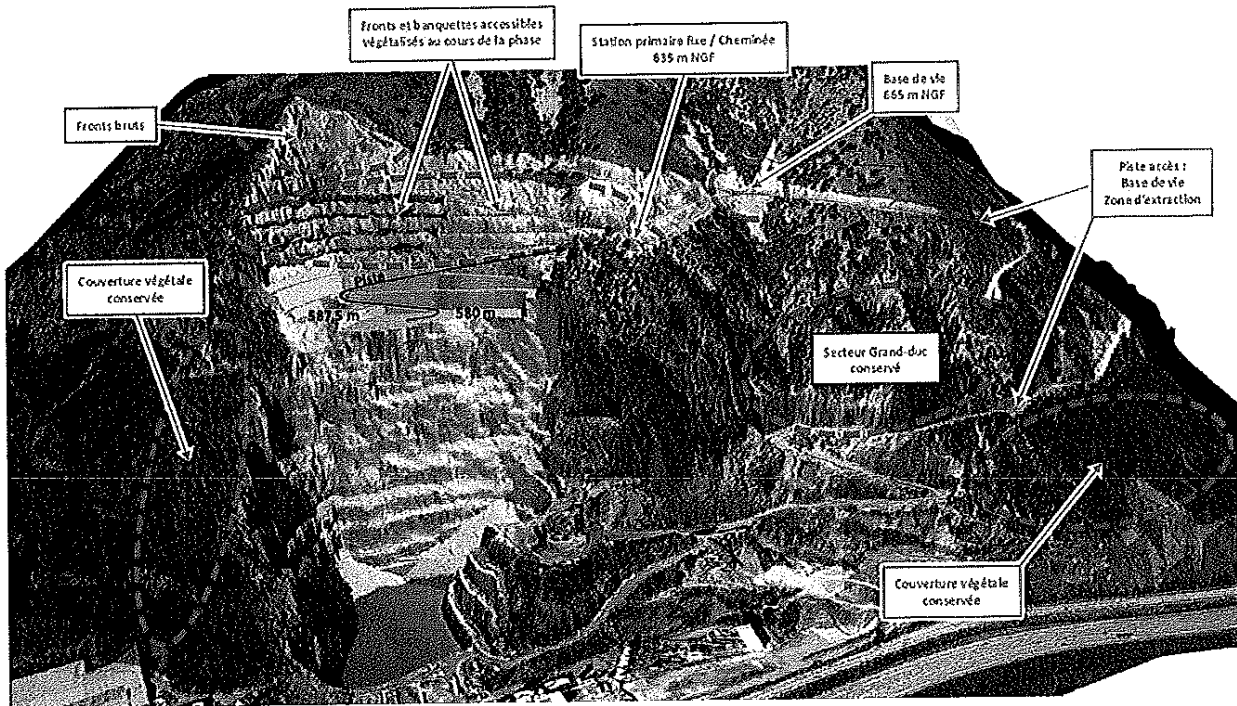 Fronts et banquettes accessibles
végétalisés au cours de la phase
Station primaire fixe / Cheminée
635 m NGF
Base de vie
665 m NGF
Fronts bruts
Piste accès :
Base de vie
Zone d'extraction
Couverture végétale
conservée
Piste
587,5 m
580 m
Secteur Grand-duc
conservé
Couverture végétale
conservée